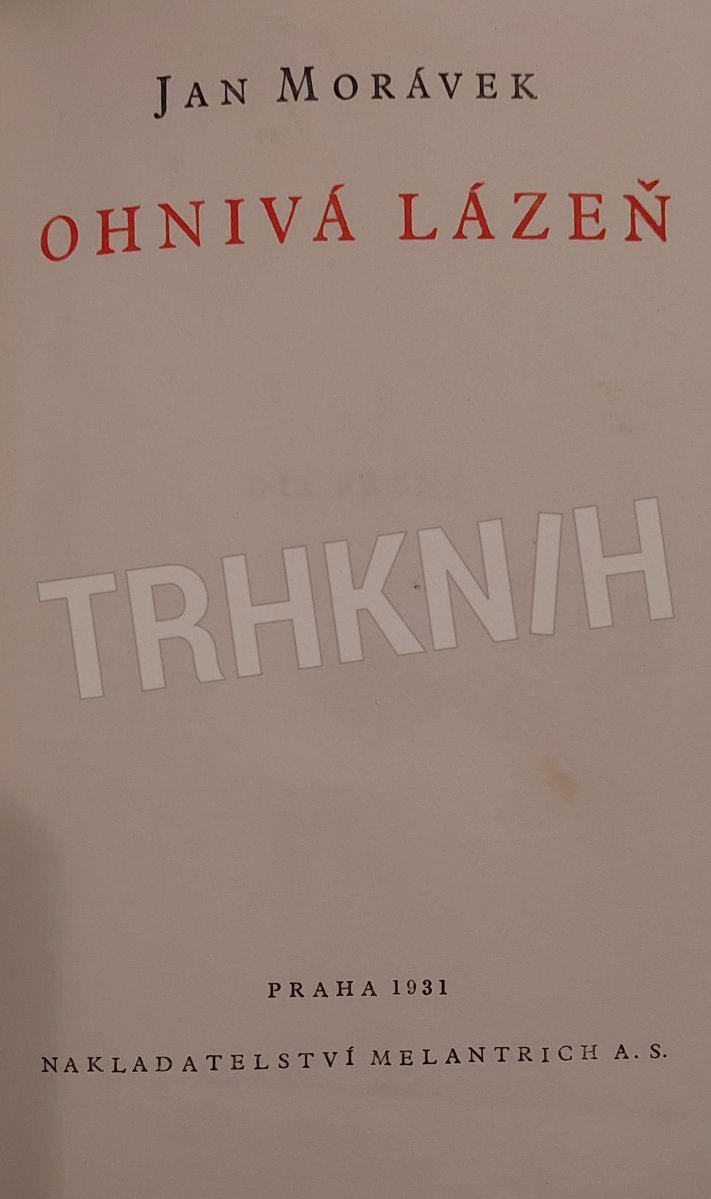 JAN MORÁVEK
OHNIVÁ LÁZEŇ
TRHKNIH
PRAHA 1931
NAKLADATELSTVÍ MELANTRICH A. S.